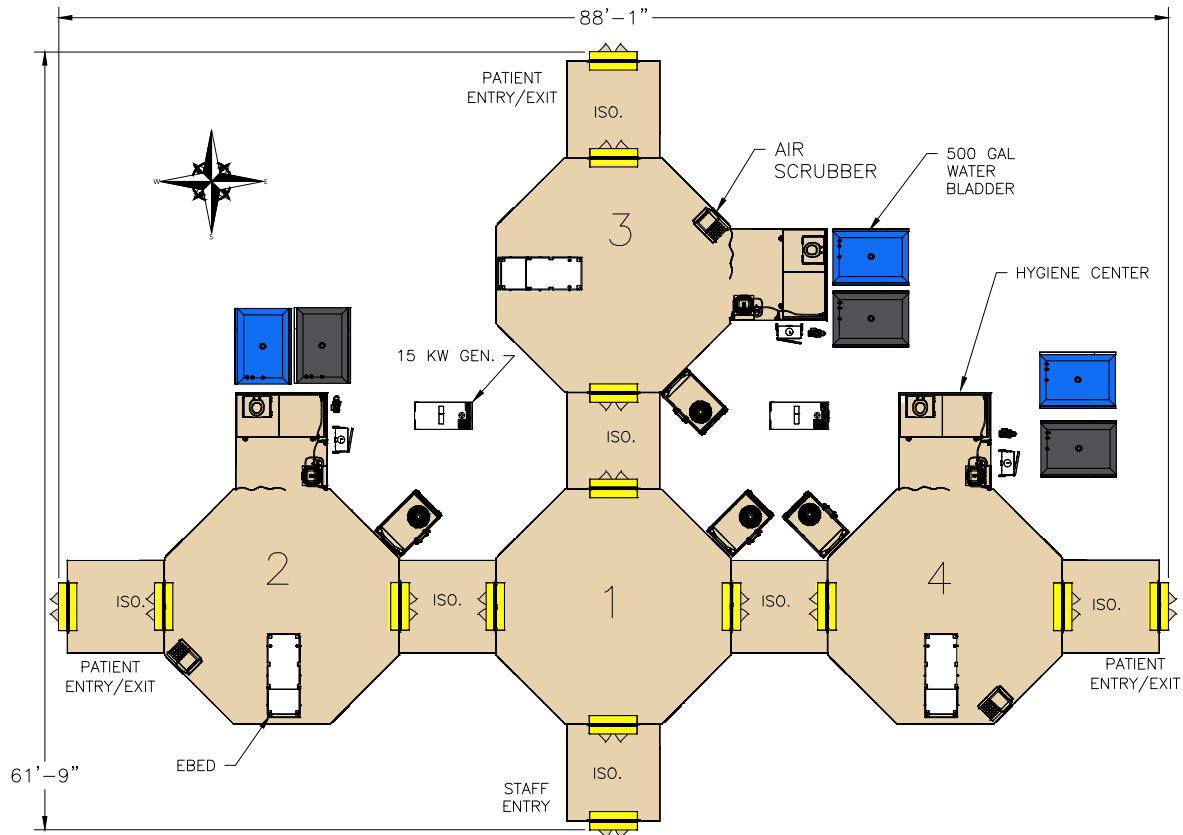 88'-1"
PATIENT
ENTRY/EXIT
ISO.
AIR
SCRUBBER
500 GAL
WATER
BLADDER
W
E
S
3
HYGIENE CENTER
15 KW GEN.
ISO.
2
1
4
ISO.
ISO.
ISO.
ISO.
PATIENT
ENTRY/EXIT
PATIENT
ENTRY/EXIT
EBED
61'-9"
ISO.
STAFF
ENTRY